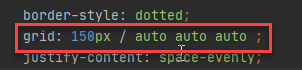 border-style: dotted;
grid: 150px / auto auto auto ;
justify-content: space-evenly;